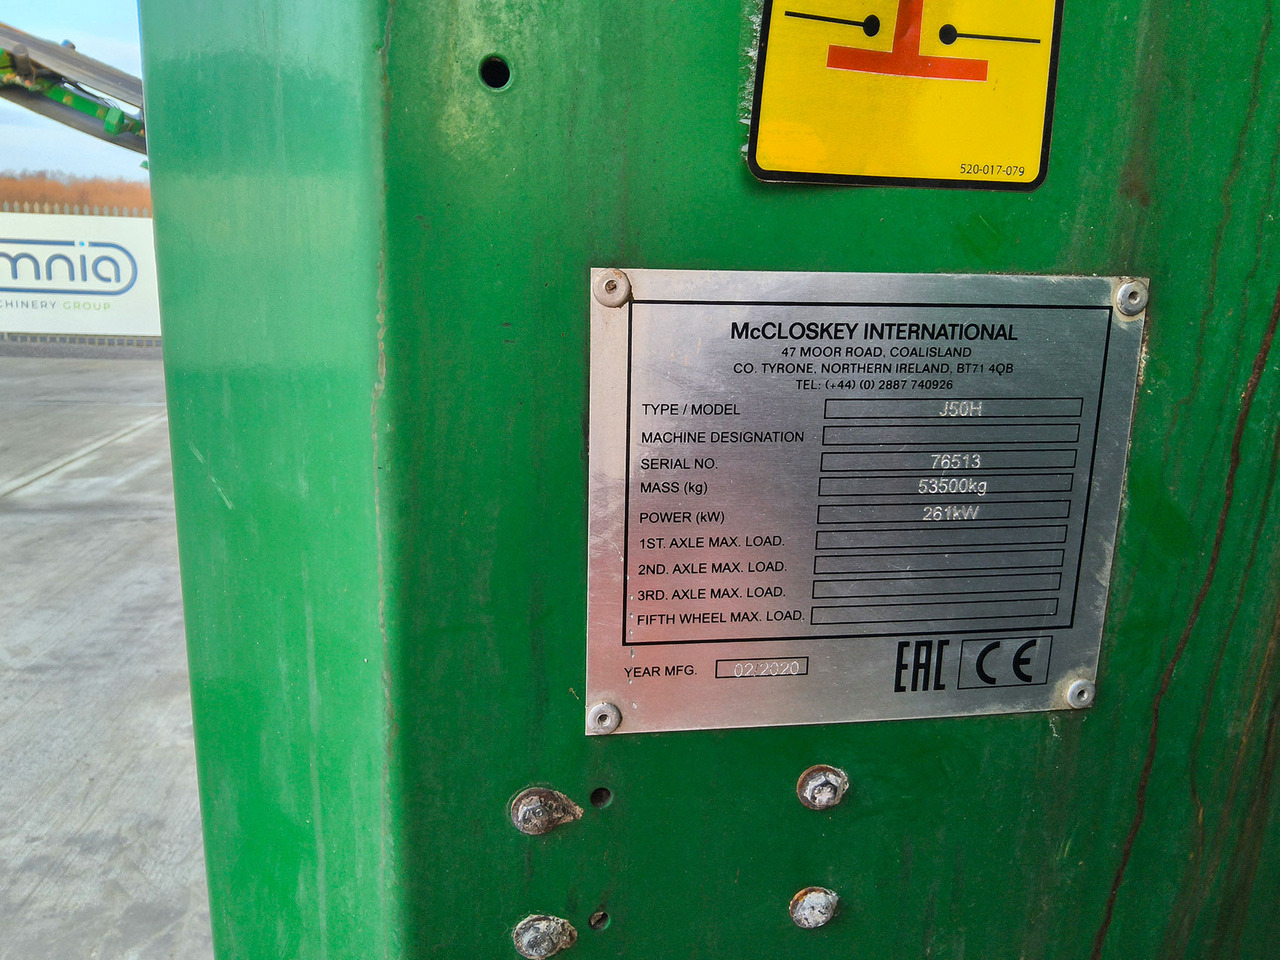 520-017-079
mnia
CHINERY GROUP
McCLOSKEY INTERNATIONAL
47 MOOR ROAD, COALISLAND
CO. TYRONE, NORTHERN IRELAND, BT71 4QB
TEL: (+44) (0) 2887 740926
TYPE / MODEL J50H
MACHINE DESIGNATION
SERIAL NO. 76513
MASS (kg) 53500kg
POWER (kW) 261kW
1ST. AXLE MAX. LOAD.
2ND. AXLE MAX. LOAD.
3RD. AXLE MAX. LOAD.
FIFTH WHEEL MAX. LOAD.
YEAR MFG. 02/2020
EAC CE